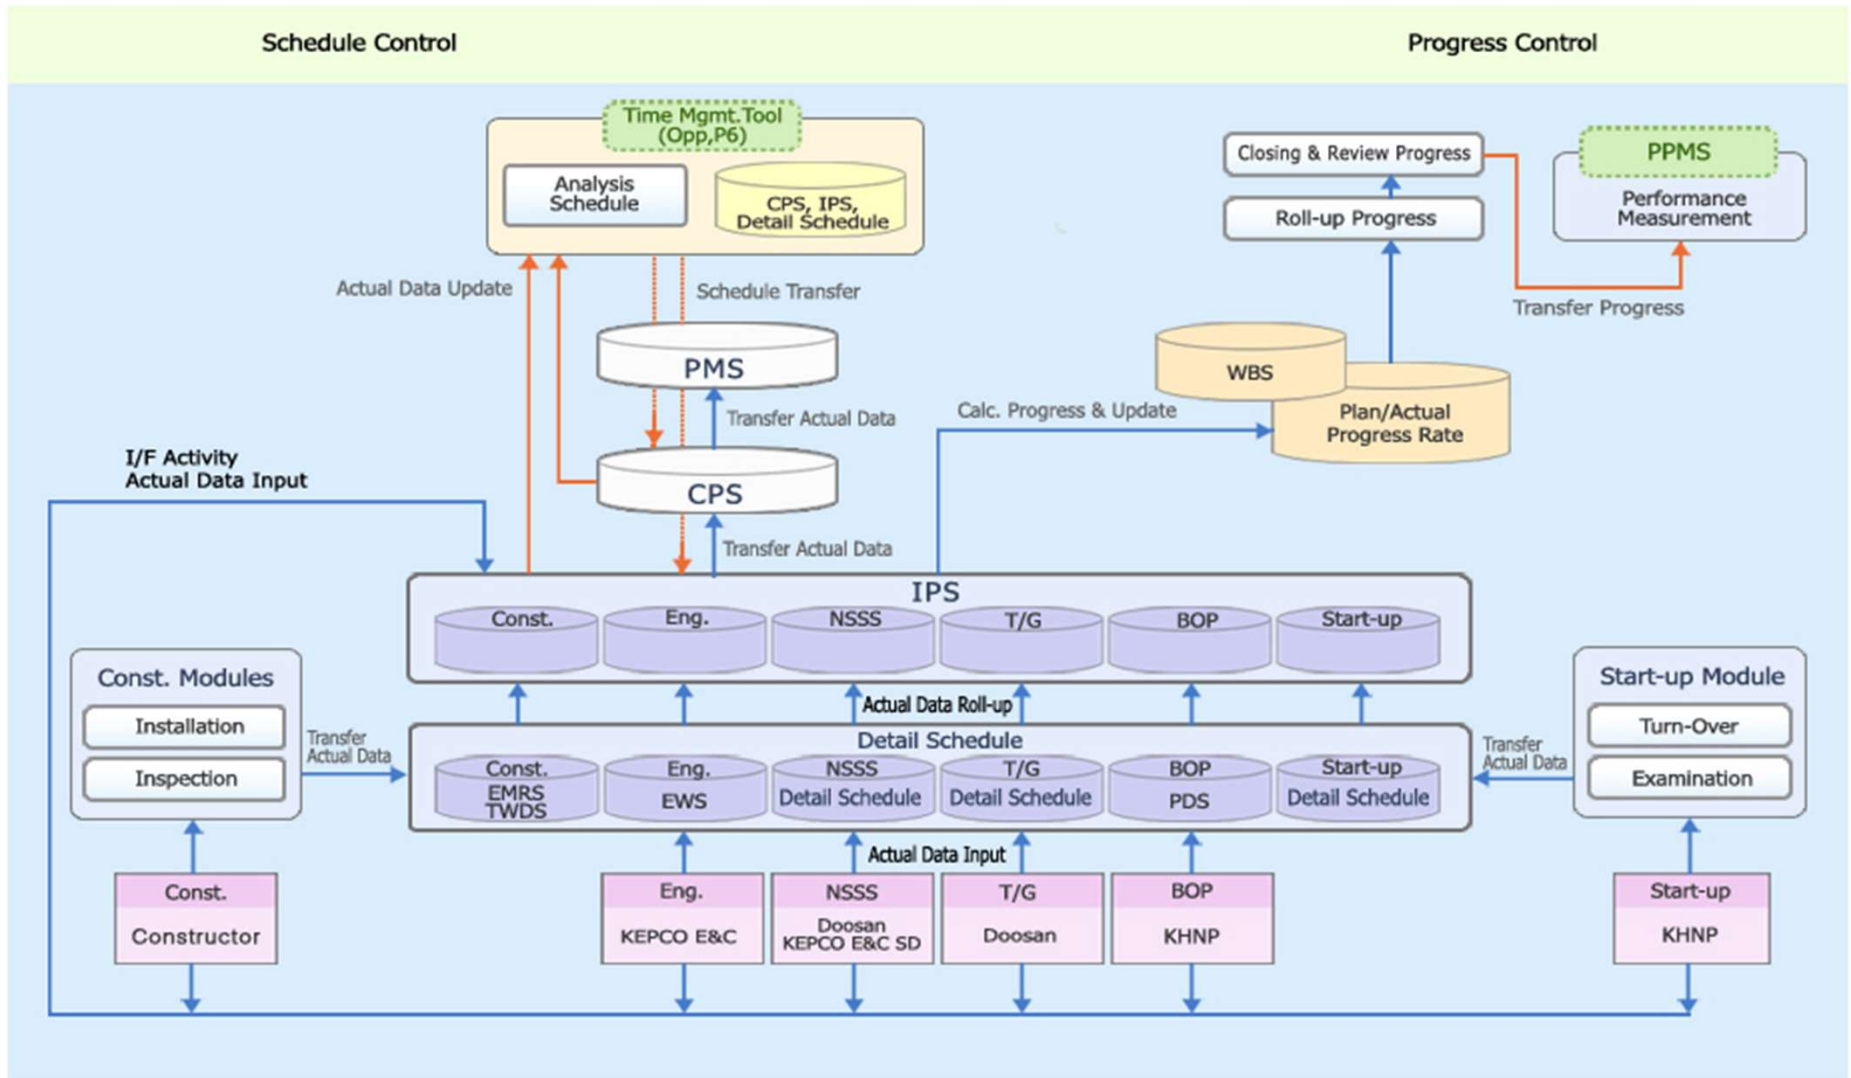 Schedule Control
Progress Control
Time Mgmt.Tool
(Opp,P6)
Analysis
Schedule
CPS, IPS,
Detail Schedule
Closing & Review Progress
Roll-up Progress
PPMS
Performance
Measurement
Actual Data Update
Schedule Transfer
Transfer Progress
PMS
WBS
Transfer Actual Data
Calc. Progress & Update
Plan/Actual
Progress Rate
I/F Activity
Actual Data Input
CPS
Transfer Actual Data
IPS
Const.
Eng.
NSSS
T/G
BOP
Start-up
Const. Modules
Installation
Inspection
Transfer
Actual Data
Actual Data Roll-up
Start-up Module
Turn-Over
Examination
Transfer
Actual Data
Detail Schedule
Const.
EMRS
TWDS
Eng.
EWS
NSSS
Detail Schedule
T/G
Detail Schedule
BOP
PDS
Start-up
Detail Schedule
Actual Data Input
Const.
Constructor
Eng.
KEPCO E&C
NSSS
Doosan
KEPCO E&C SD
T/G
Doosan
BOP
KHNP
Start-up
KHNP